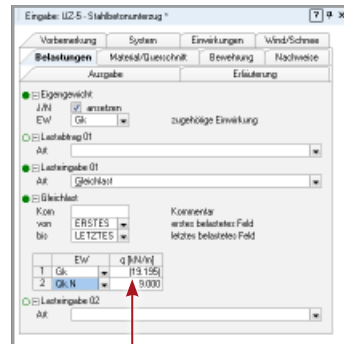 Eingabe: UZ-5 - Stahlbetonunterzug *
Vorbemerkung System Einwirkungen Wind/Schnee
Belastungen Material/Querschnitt Bewehrung Nachweise
Ausgabe Erläuterung
Eigengewicht
J/N ansetzen
EW Gk zugehörige Einwirkung
Lastabtrag 01
Art
Lasteingabe 01
Art Gleichlast
Gleichlast
Kom Kommentar
von ERSTES erstes belastetes Feld
bis LETZTES letztes belastetes Feld
EW q [kN/m]
1 Gk 19.195
2 Qk.N 9.000
Lasteingabe 02
Art